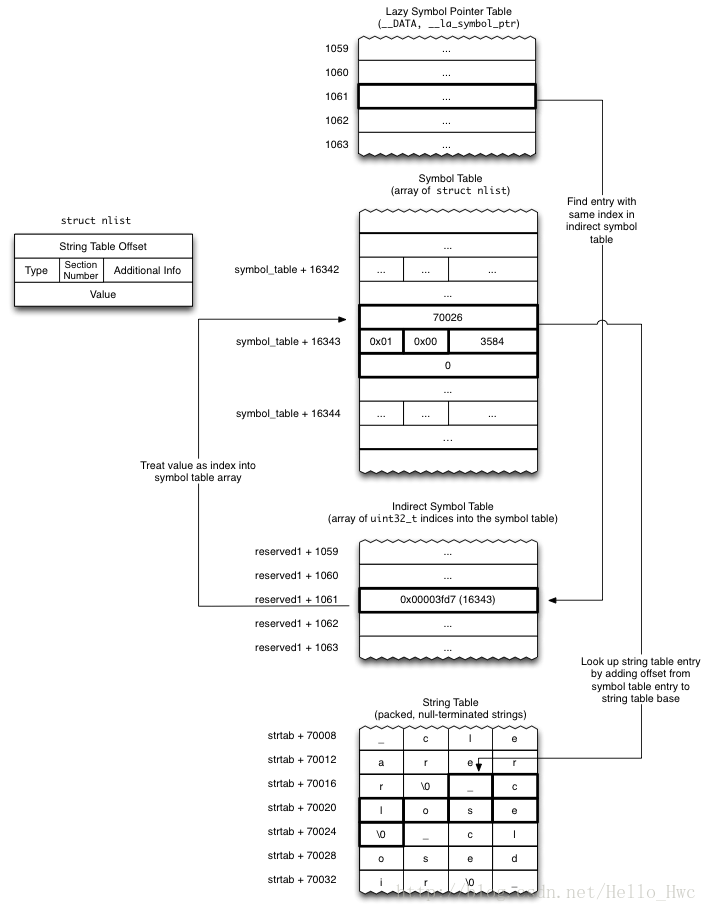 Lazy Symbol Pointer Table
(__DATA, __la_symbol_ptr)
1059 ...
1060 ...
1061 ...
1062 ...
1063 ...
Find entry with
same index in
indirect symbol
table
Symbol Table
(array of struct nlist)
struct nlist
String Table Offset
Type Section Number Additional Info
Value
...
symbol_table + 16342 ... ... ...
...
70026
symbol_table + 16343 0x01 0x00 3584
0
...
symbol_table + 16344 ... ... ...
...
Treat value as index into
symbol table array
Indirect Symbol Table
(array of uint32_t indices into the symbol table)
reserved1 + 1059 ...
reserved1 + 1060 ...
reserved1 + 1061 0x00003fd7 (16343)
reserved1 + 1062 ...
reserved1 + 1063 ...
Look up string table entry
by adding offset from
symbol table entry to
string table base
String Table
(packed, null-terminated strings)
strtab + 70008 _ c l e
strtab + 70012 a r e r
strtab + 70016 r \0 _ c
strtab + 70020 l o s e
strtab + 70024 \0 _ c l
strtab + 70028 o s e d
strtab + 70032 i r \0 _
http://blog.csdn.net/Hello_Hwc